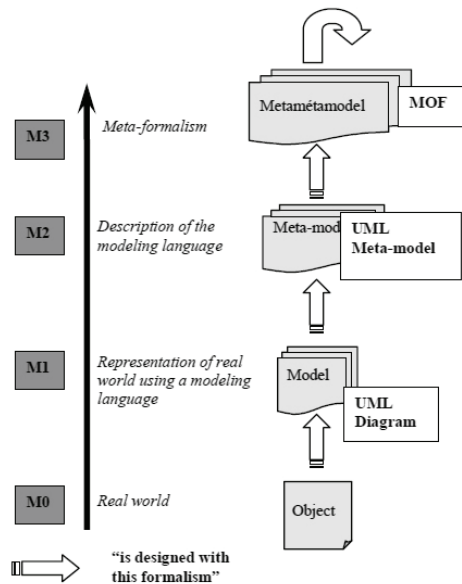 Metamétamodel
MOF
M3
Meta-formalism
M2
Description of the
modeling language
Meta-mod
UML
Meta-model
M1
Representation of real
world using a modeling
language
Model
UML
Diagram
M0
Real world
Object
“is designed with
this formalism”